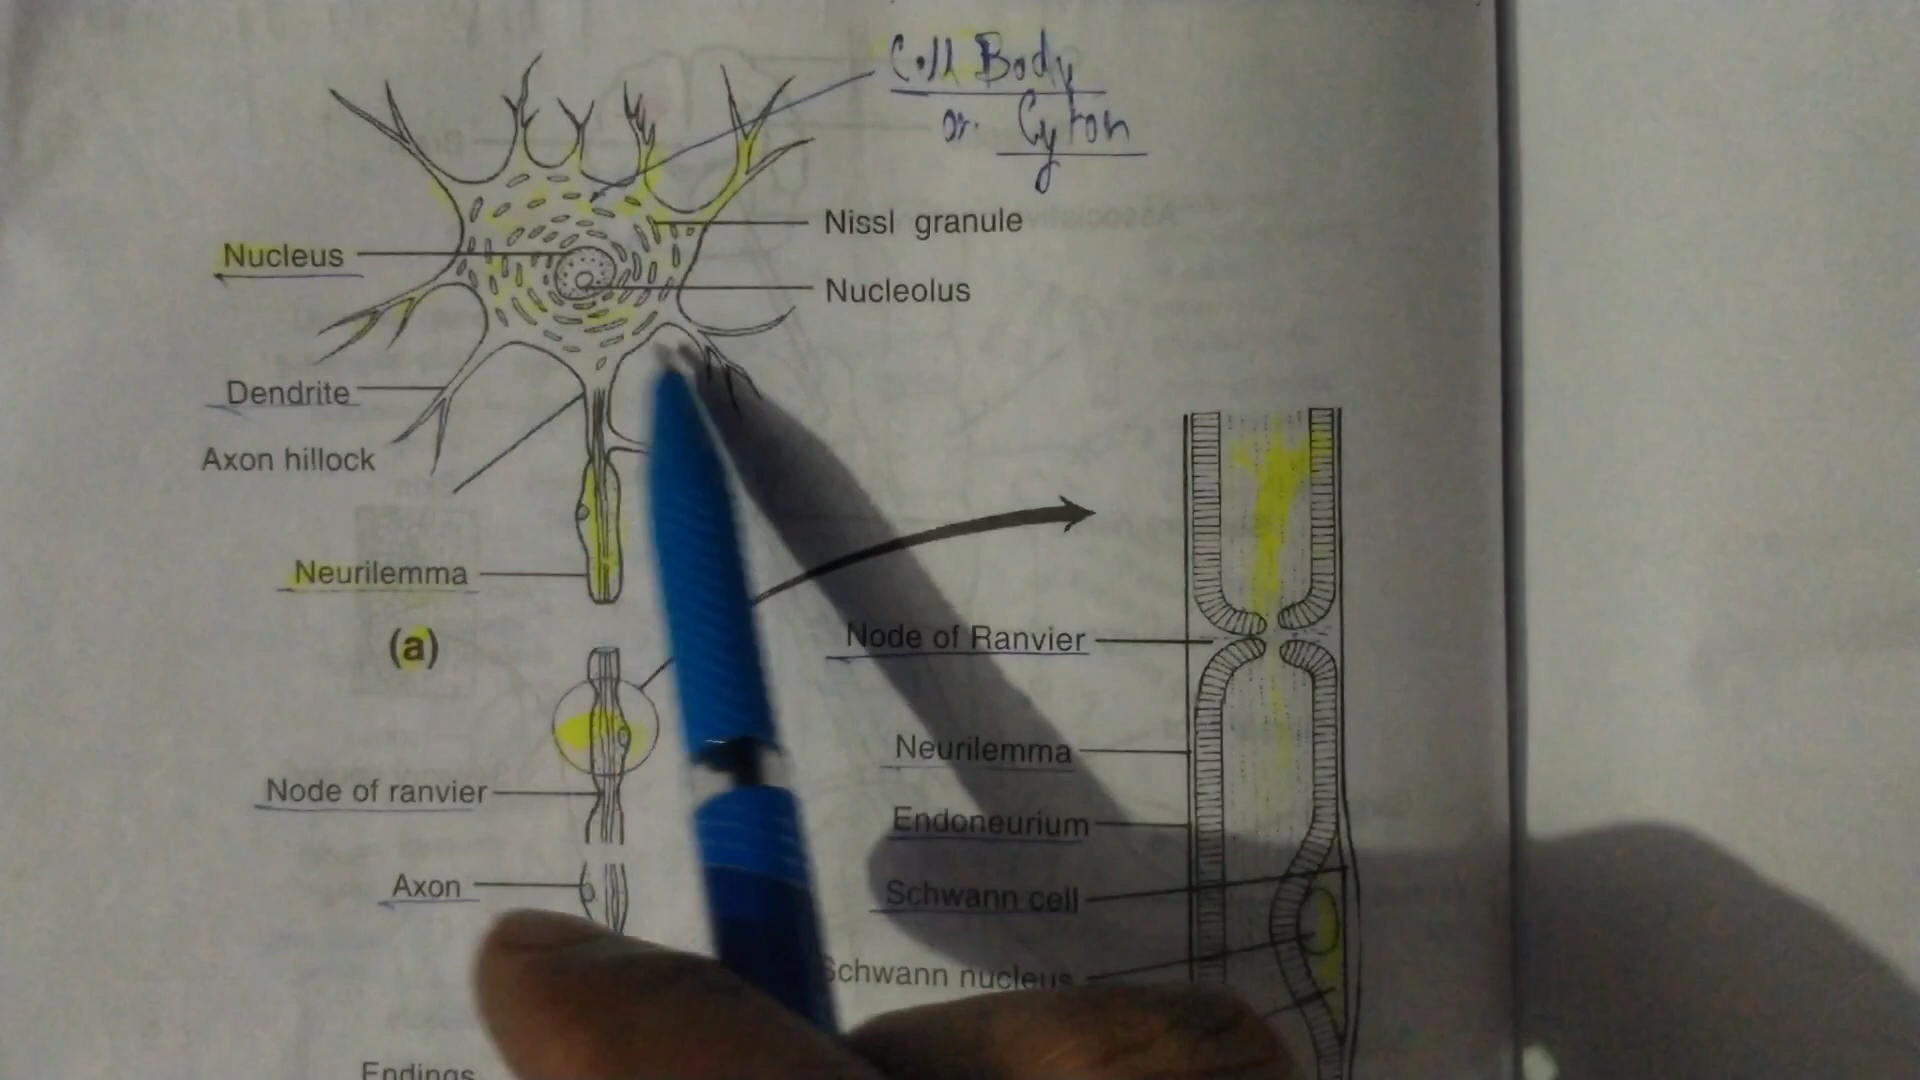 Cell Body
or Cyton
Nissl granule
Nucleus
Nucleolus
Dendrite
Axon hillock
Neurilemma
(a)
Node of Ranvier
Neurilemma
Node of ranvier
Endoneurium
Axon
Schwann cell
Schwann nucleus
Endings